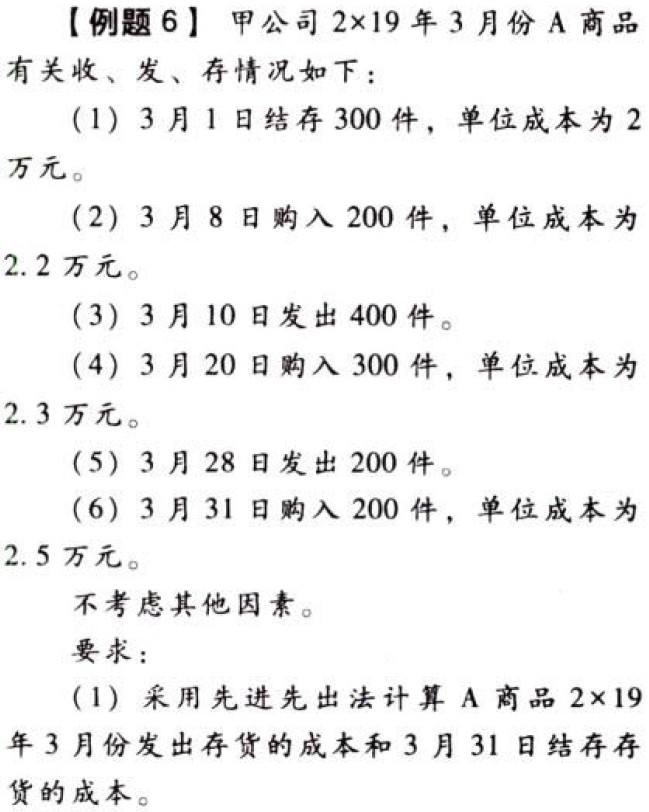 【例题6】 甲公司 2×19 年 3 月份 A 商品
有关收、发、存情况如下：
(1) 3 月 1 日结存 300 件，单位成本为 2
万元。
(2) 3 月 8 日购入 200 件，单位成本为
2.2 万元。
(3) 3 月 10 日发出 400 件。
(4) 3 月 20 日购入 300 件，单位成本为
2.3 万元。
(5) 3 月 28 日发出 200 件。
(6) 3 月 31 日购入 200 件，单位成本为
2.5 万元。
不考虑其他因素。
要求：
(1) 采用先进先出法计算 A 商品 2×19
年 3 月份发出存货的成本和 3 月 31 日结存存
货的成本。